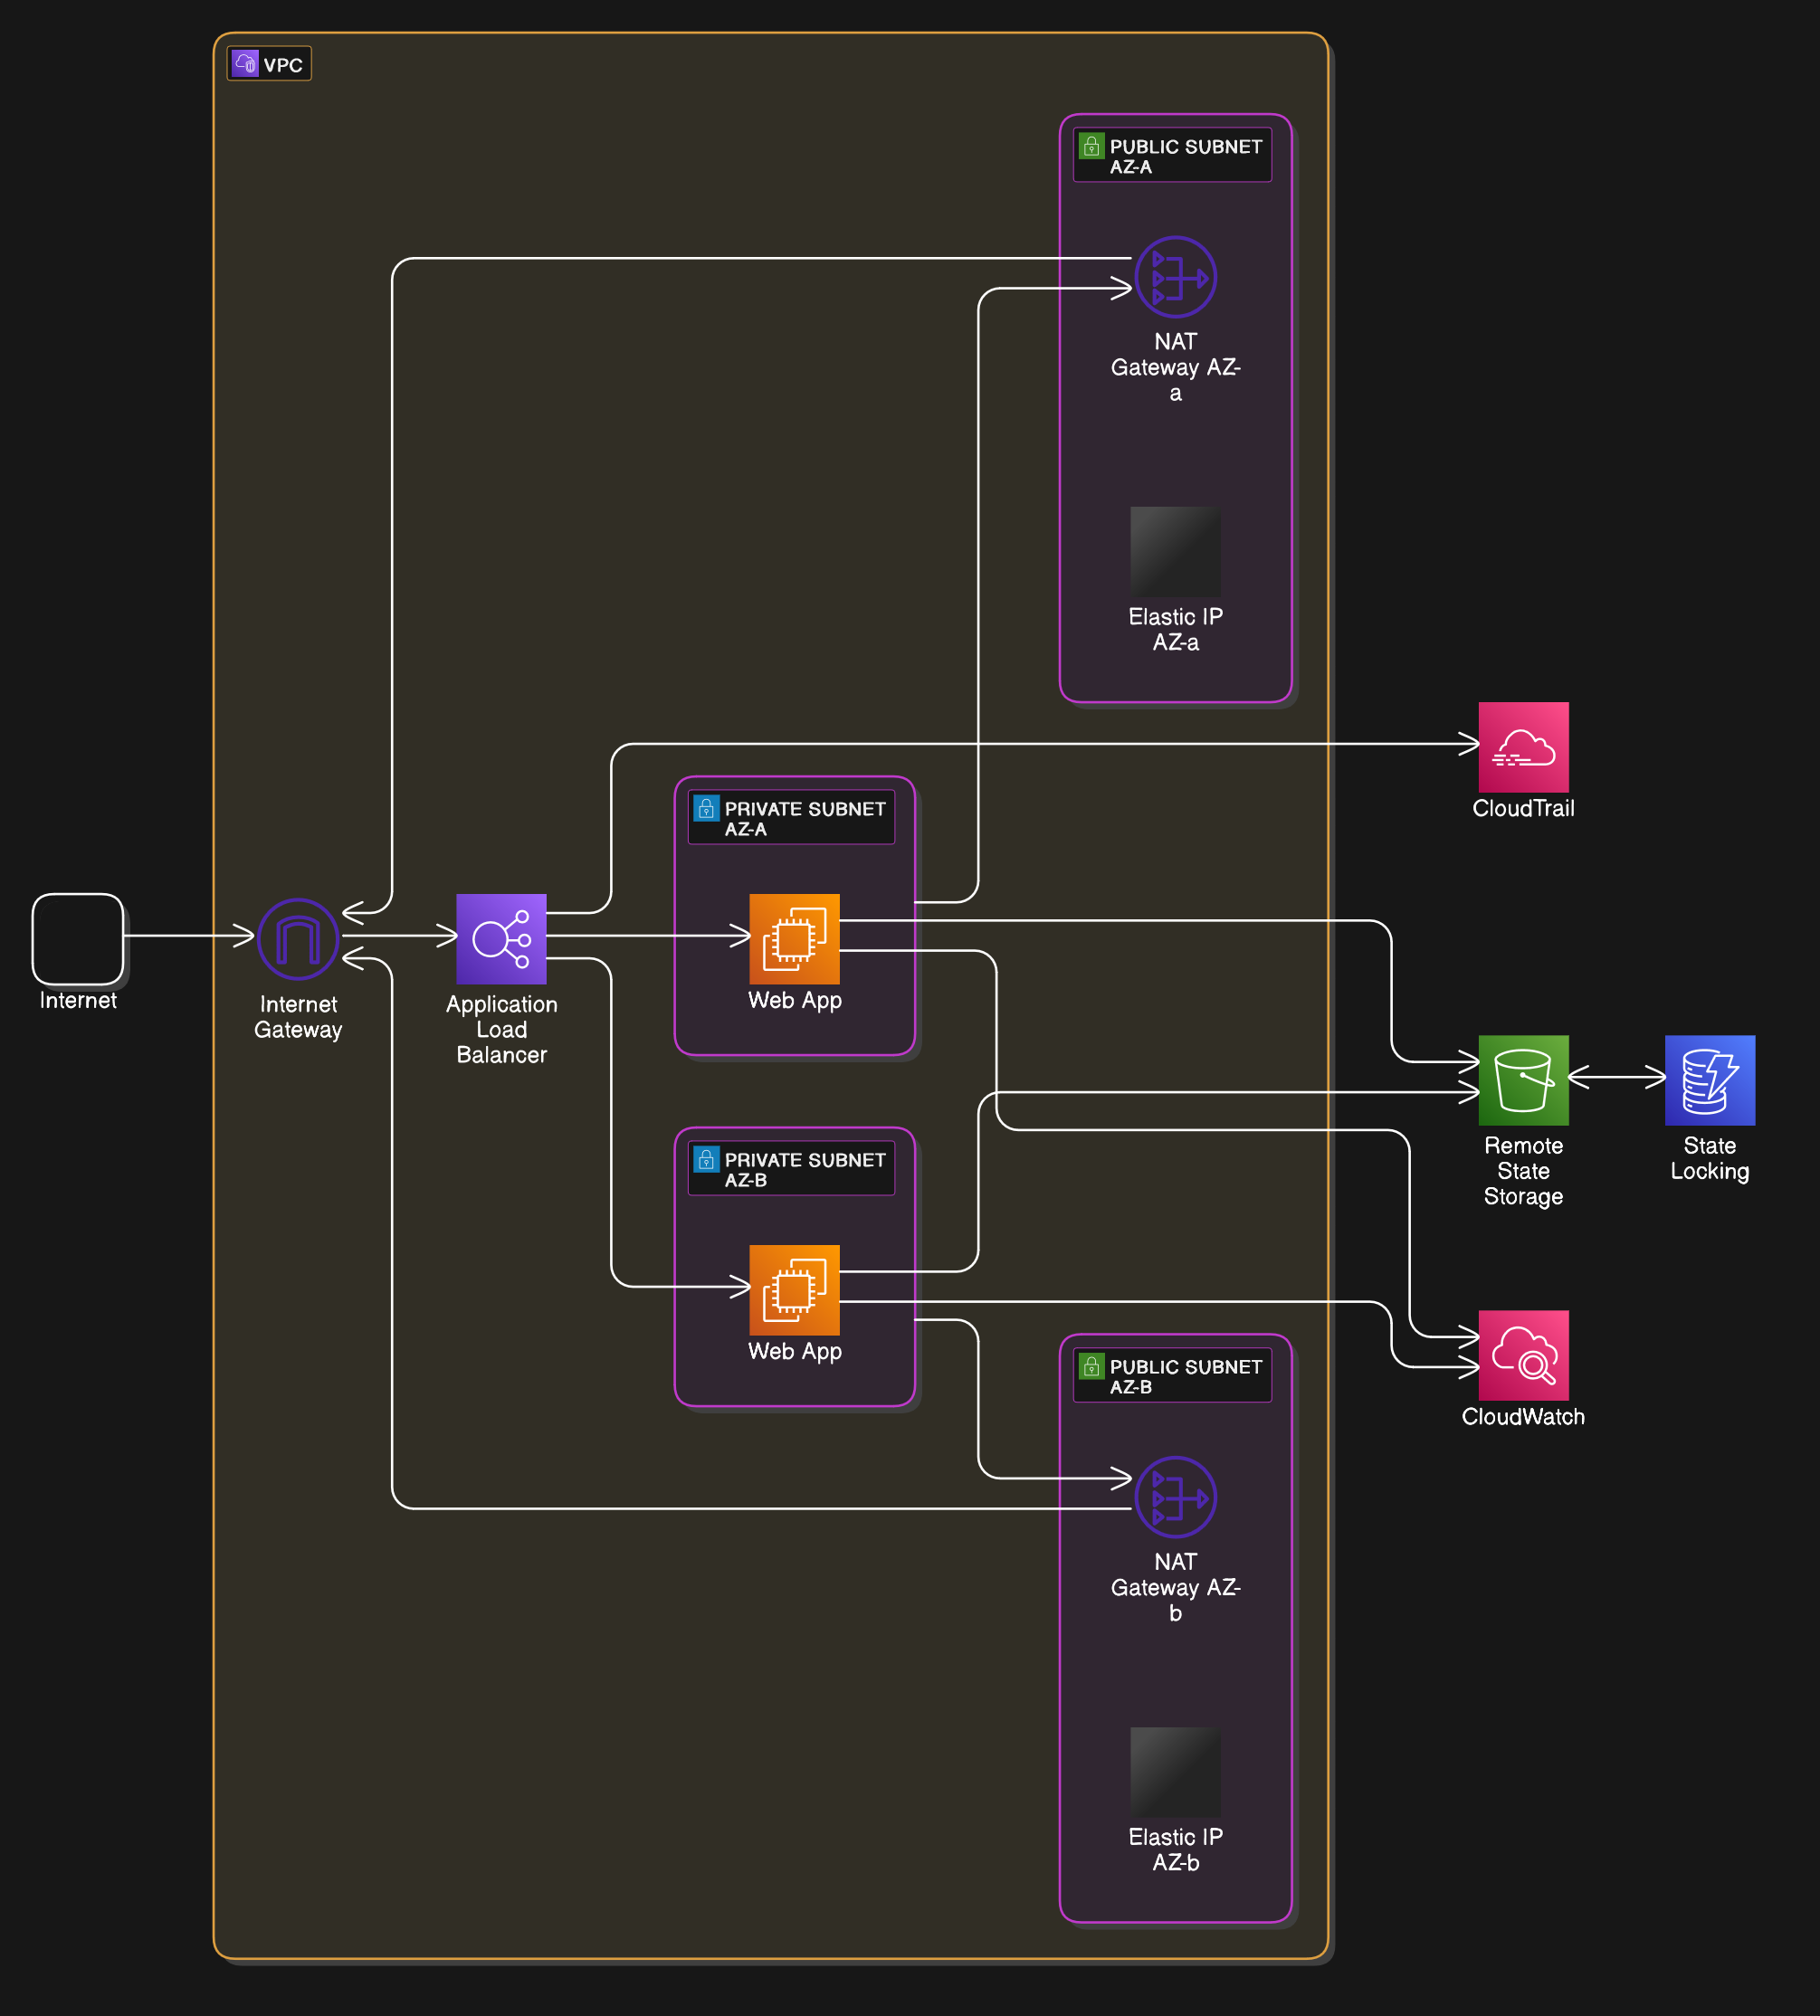 VPC
PUBLIC SUBNET
AZ-A
NAT
Gateway AZ-
a
Elastic IP
AZ-a
CloudTrail
PRIVATE SUBNET
AZ-A
Internet
Internet
Gateway
Application
Load
Balancer
Web App
Remote
State
Storage
State
Locking
PRIVATE SUBNET
AZ-B
Web App
PUBLIC SUBNET
AZ-B
CloudWatch
NAT
Gateway AZ-
b
Elastic IP
AZ-b